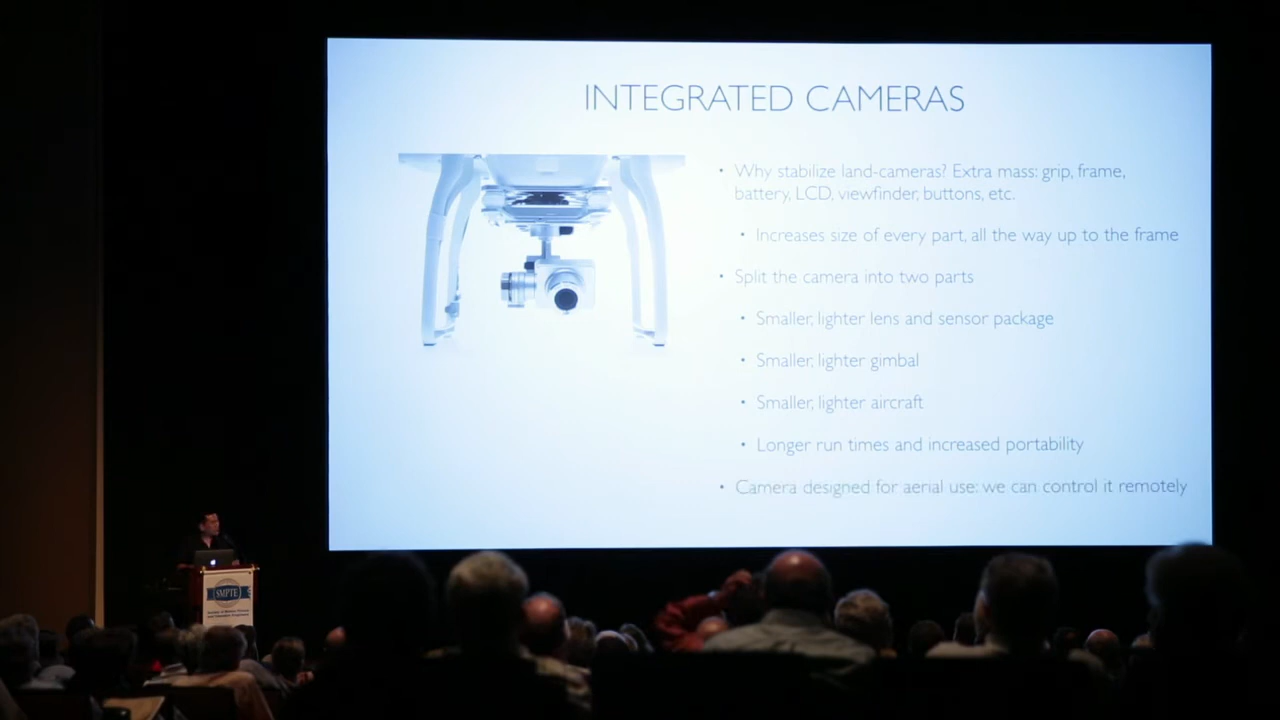 INTEGRATED CAMERAS
• Why stabilize land-cameras? Extra mass: grip, frame,
battery, LCD, viewfinder, buttons, etc.
• Increases size of every part, all the way up to the frame
• Split the camera into two parts
• Smaller, lighter lens and sensor package
• Smaller, lighter gimbal
• Smaller, lighter aircraft
• Longer run times and increased portability
• Camera designed for aerial use: we can control it remotely
SMPTE